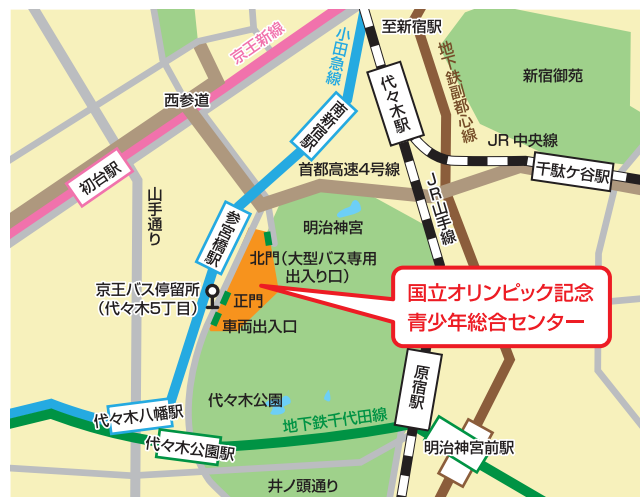 至新宿駅
京王新線
小田急線
新宿御苑
代々木駅
西参道
南新宿駅
地下鉄副都心線
JR中央線
首都高速4号線
千駄ケ谷駅
初台駅
山手通り
JR山手線
参宮橋駅
明治神宮
北門(大型バス専用
出入り口)
京王バス停留所
(代々木5丁目)
正門
車両出入口
国立オリンピック記念
青少年総合センター
原宿駅
代々木公園
代々木八幡駅
地下鉄千代田線
代々木公園駅
明治神宮前駅
井ノ頭通り